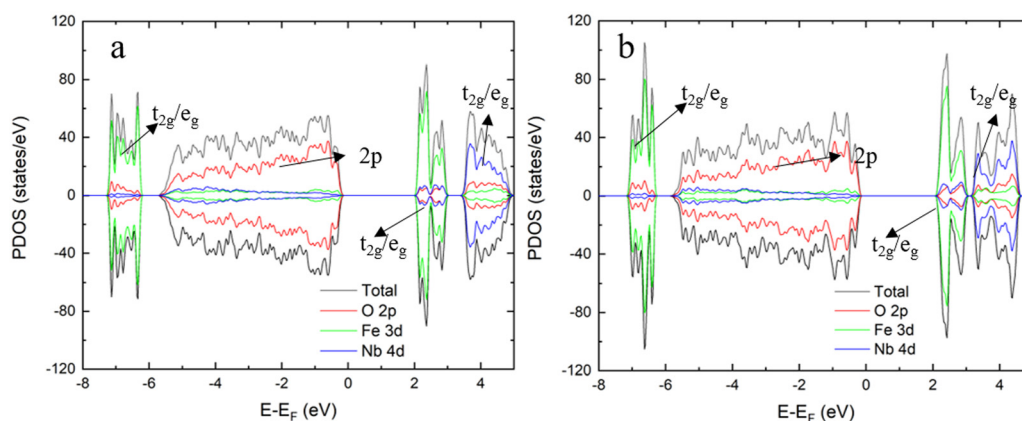 a
120
80
40
0
-40
-80
-120
PDOS (states/eV)
t2g/eg
2p
t2g/eg
t2g/eg
Total
O 2p
Fe 3d
Nb 4d
-8 -6 -4 -2 0 2 4
E-EF (eV)
b
120
80
40
0
-40
-80
-120
PDOS (states/eV)
t2g/eg
2p
t2g/eg
t2g/eg
Total
O 2p
Fe 3d
Nb 4d
-8 -6 -4 -2 0 2 4
E-EF (eV)